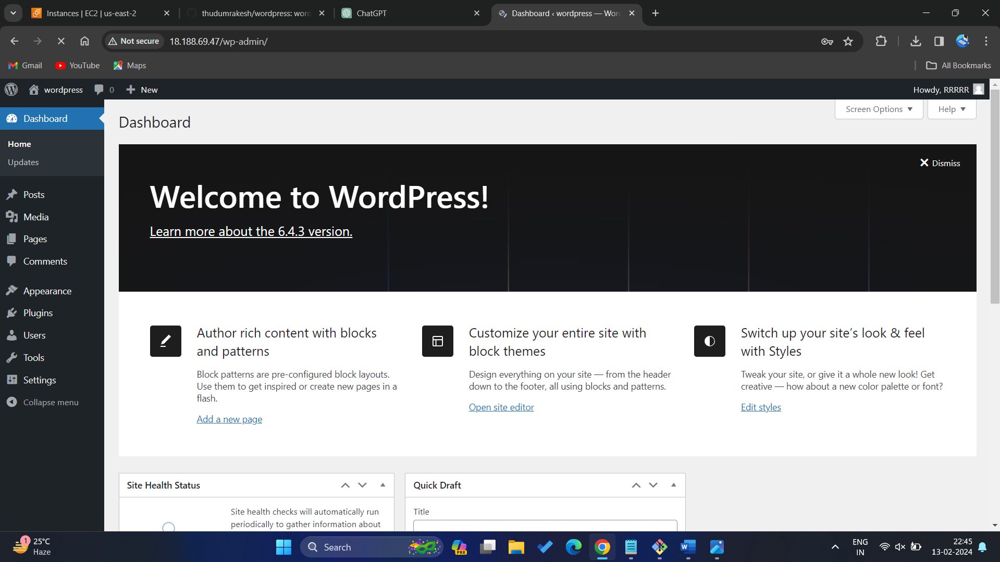 Instances | EC2 | us-east-2
thudumrakesh/wordpress: word
ChatGPT
Dashboard ‹ wordpress — Wor
Not secure
18.188.69.47/wp-admin/
Gmail
YouTube
Maps
All Bookmarks
wordpress
0
New
Howdy, RRRRR
Dashboard
Home
Updates
Posts
Media
Pages
Comments
Appearance
Plugins
Users
Tools
Settings
Collapse menu
Screen Options
Help
Dashboard
Dismiss
Welcome to WordPress!
Learn more about the 6.4.3 version.
Author rich content with blocks
and patterns
Block patterns are pre-configured block layouts.
Use them to get inspired or create new pages in a
flash.
Add a new page
Customize your entire site with
block themes
Design everything on your site — from the header
down to the footer, all using blocks and patterns.
Open site editor
Switch up your site’s look & feel
with Styles
Tweak your site, or give it a whole new look! Get
creative — how about a new color palette or font?
Edit styles
Site Health Status
Site health checks will automatically run
periodically to gather information about
Quick Draft
Title
1
25°C
Haze
Search
PRE
W
ENG
IN
22:45
13-02-2024